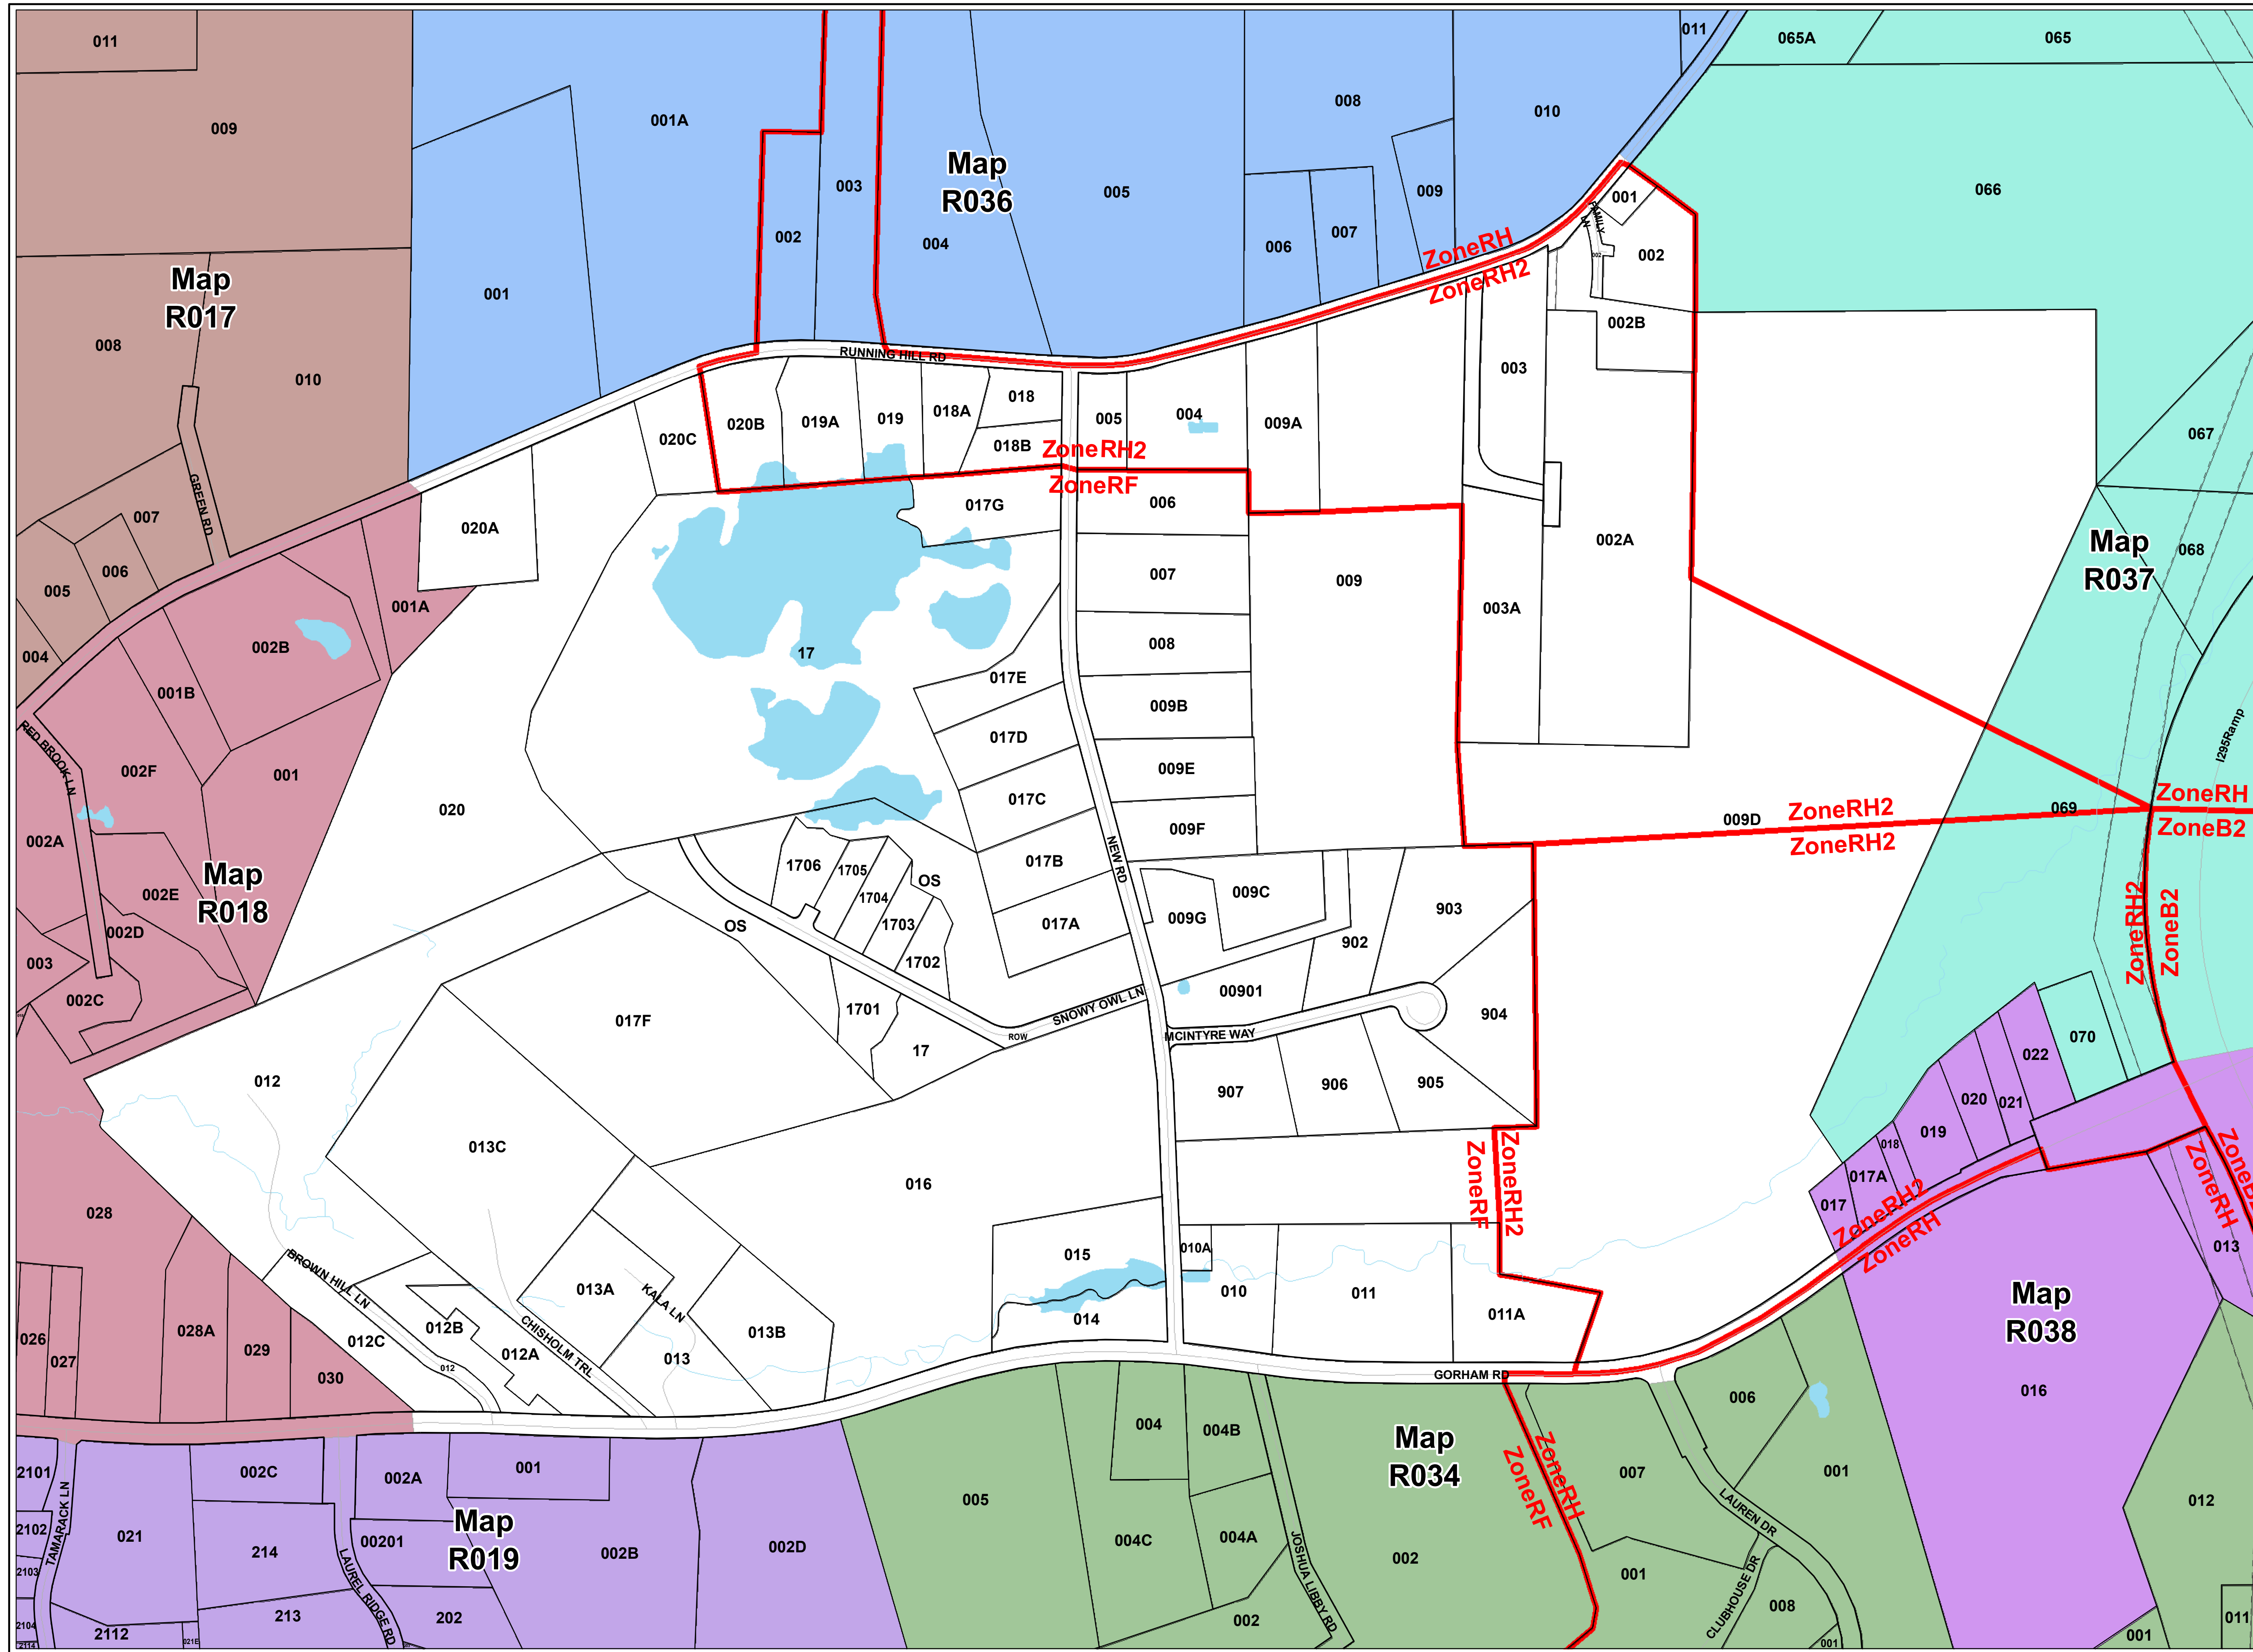 011
009
Map
R017
008
010
GREEN RD
007
006
005
004
001A
001
002
003
Map
R036
004
005
008
006
007
009
010
011
065A
065
066
067
Map
R037
068
069
070
I295Ramp
ZoneRH
ZoneRH2
RUNNING HILL RD
001
FAMILY
LN
002
002
002B
003
002A
003A
020C
020B
019A
019
018A
018
018B
005
004
009A
ZoneRH2
ZoneRF
020A
017G
006
007
008
009
009B
009E
009F
17
017E
017D
017C
017B
017A
NEW RD
020
009D
ZoneRH2
ZoneRH2
ZoneRH
ZoneB2
ZoneRH2
ZoneB2
001A
002B
001B
002F
001
RED BROOK LN
002A
Map
R018
002E
002D
003
002C
028
026
027
028A
029
030
1706
1705
1704
1703
1702
1701
17
OS
OS
ROW
SNOWY OWL LN
009C
009G
902
903
00901
904
MCINTYRE WAY
907
906
905
017F
012
013C
016
ZoneRF
ZoneRH2
015
014
010A
010
011
011A
BROWN HILL LN
012C
012B
012A
012
CHISHOLM TRL
013A
KALA LN
013B
013
GORHAM RD
022
021
020
019
018
017A
017
ZoneRH2
ZoneRH
ZoneRH
ZoneB2
013
Map
R038
016
012
011
001
2101
2102
2103
2104
2114
TAMARACK LN
021
002C
214
213
2112
021E
LAUREL RIDGE RD
002A
001
00201
202
Map
R019
002B
002D
005
004
004B
004C
004A
002
JOSHUA LIBBY RD
Map
R034
002
ZoneRH
ZoneRF
007
006
001
001
LAUREN DR
CLUBHOUSE DR
008
001